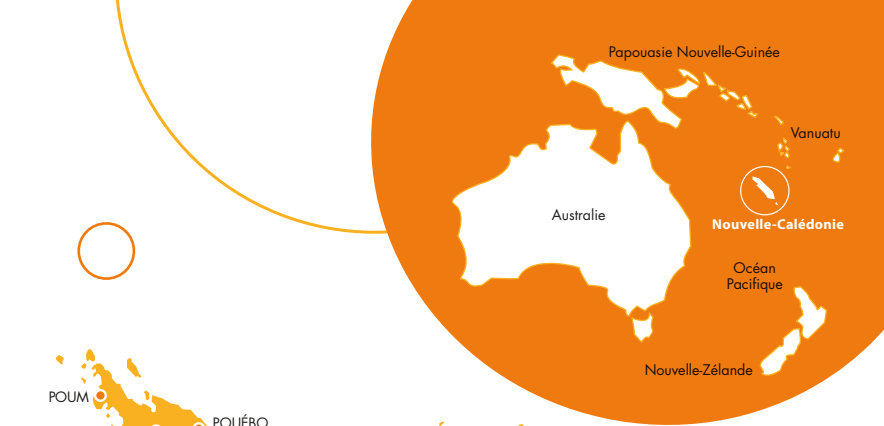 Papouasie Nouvelle-Guinée
Vanuatu
Australie
Nouvelle-Calédonie
Océan
Pacifique
Nouvelle-Zélande
POUM
POUÉBO